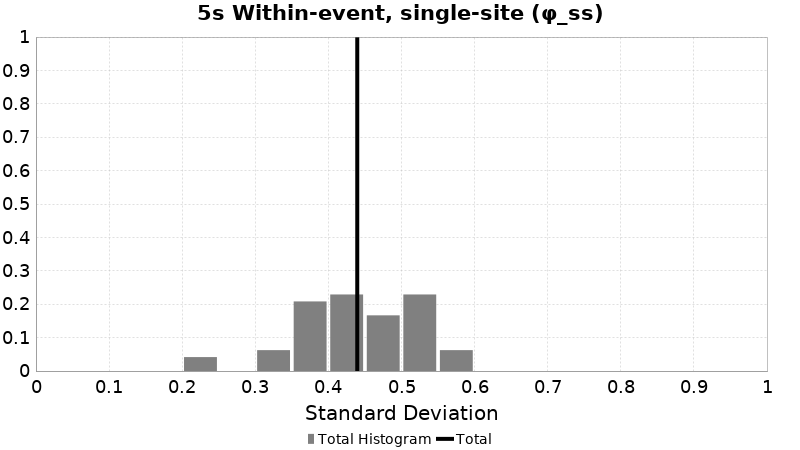 5s Within-event, single-site (φ_ss)
1
0.9
0.8
0.7
0.6
0.5
0.4
0.3
0.2
0.1
0
0 0.1 0.2 0.3 0.4 0.5 0.6 0.7 0.8 0.9 1
Standard Deviation
Total Histogram Total